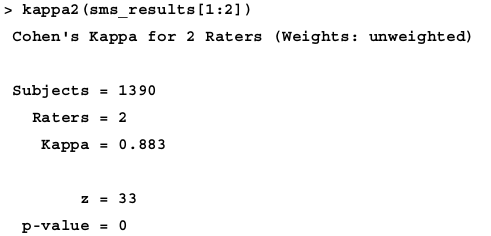 > kappa2(sms_results[1:2])
Cohen's Kappa for 2 Raters (Weights: unweighted)
Subjects = 1390
Raters = 2
Kappa = 0.883
z = 33
p-value = 0